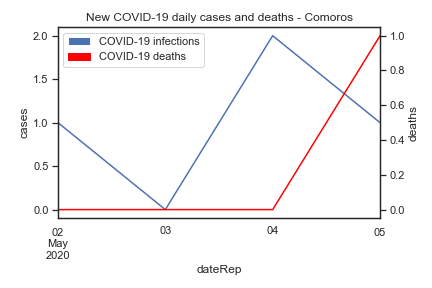 New COVID-19 daily cases and deaths - Comoros
COVID-19 infections
COVID-19 deaths
2.0
1.5
1.0
0.5
0.0
cases
1.0
0.8
0.6
0.4
0.2
0.0
deaths
02
May
2020
03
04
05
dateRep